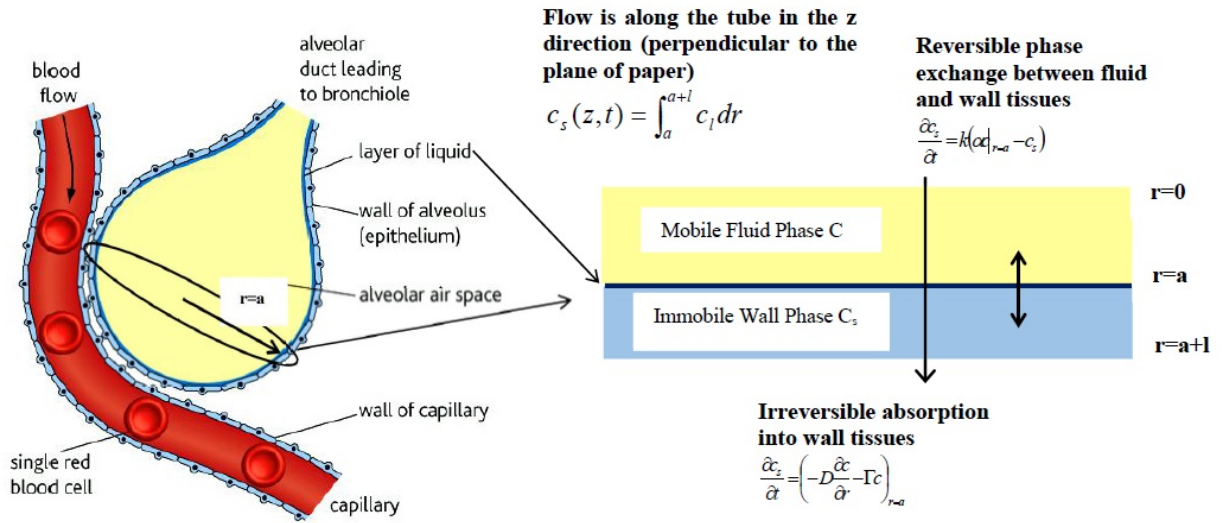 blood
flow
alveolar
duct leading
to bronchiole
layer of liquid
wall of alveolus
(epithelium)
r=a
alveolar air space
wall of capillary
single red
blood cell
capillary
Flow is along the tube in the z
direction (perpendicular to the
plane of paper)
c_s(z,t) = ∫_a^{a+l} c_l dr
Reversible phase
exchange between fluid
and wall tissues
∂c_s/∂t = k(αc|_{r=a} − c_s)
r=0
Mobile Fluid Phase C
r=a
Immobile Wall Phase C_s
r=a+l
Irreversible absorption
into wall tissues
∂c_s/∂t = (−D ∂c/∂r − Γc)_{r=a}